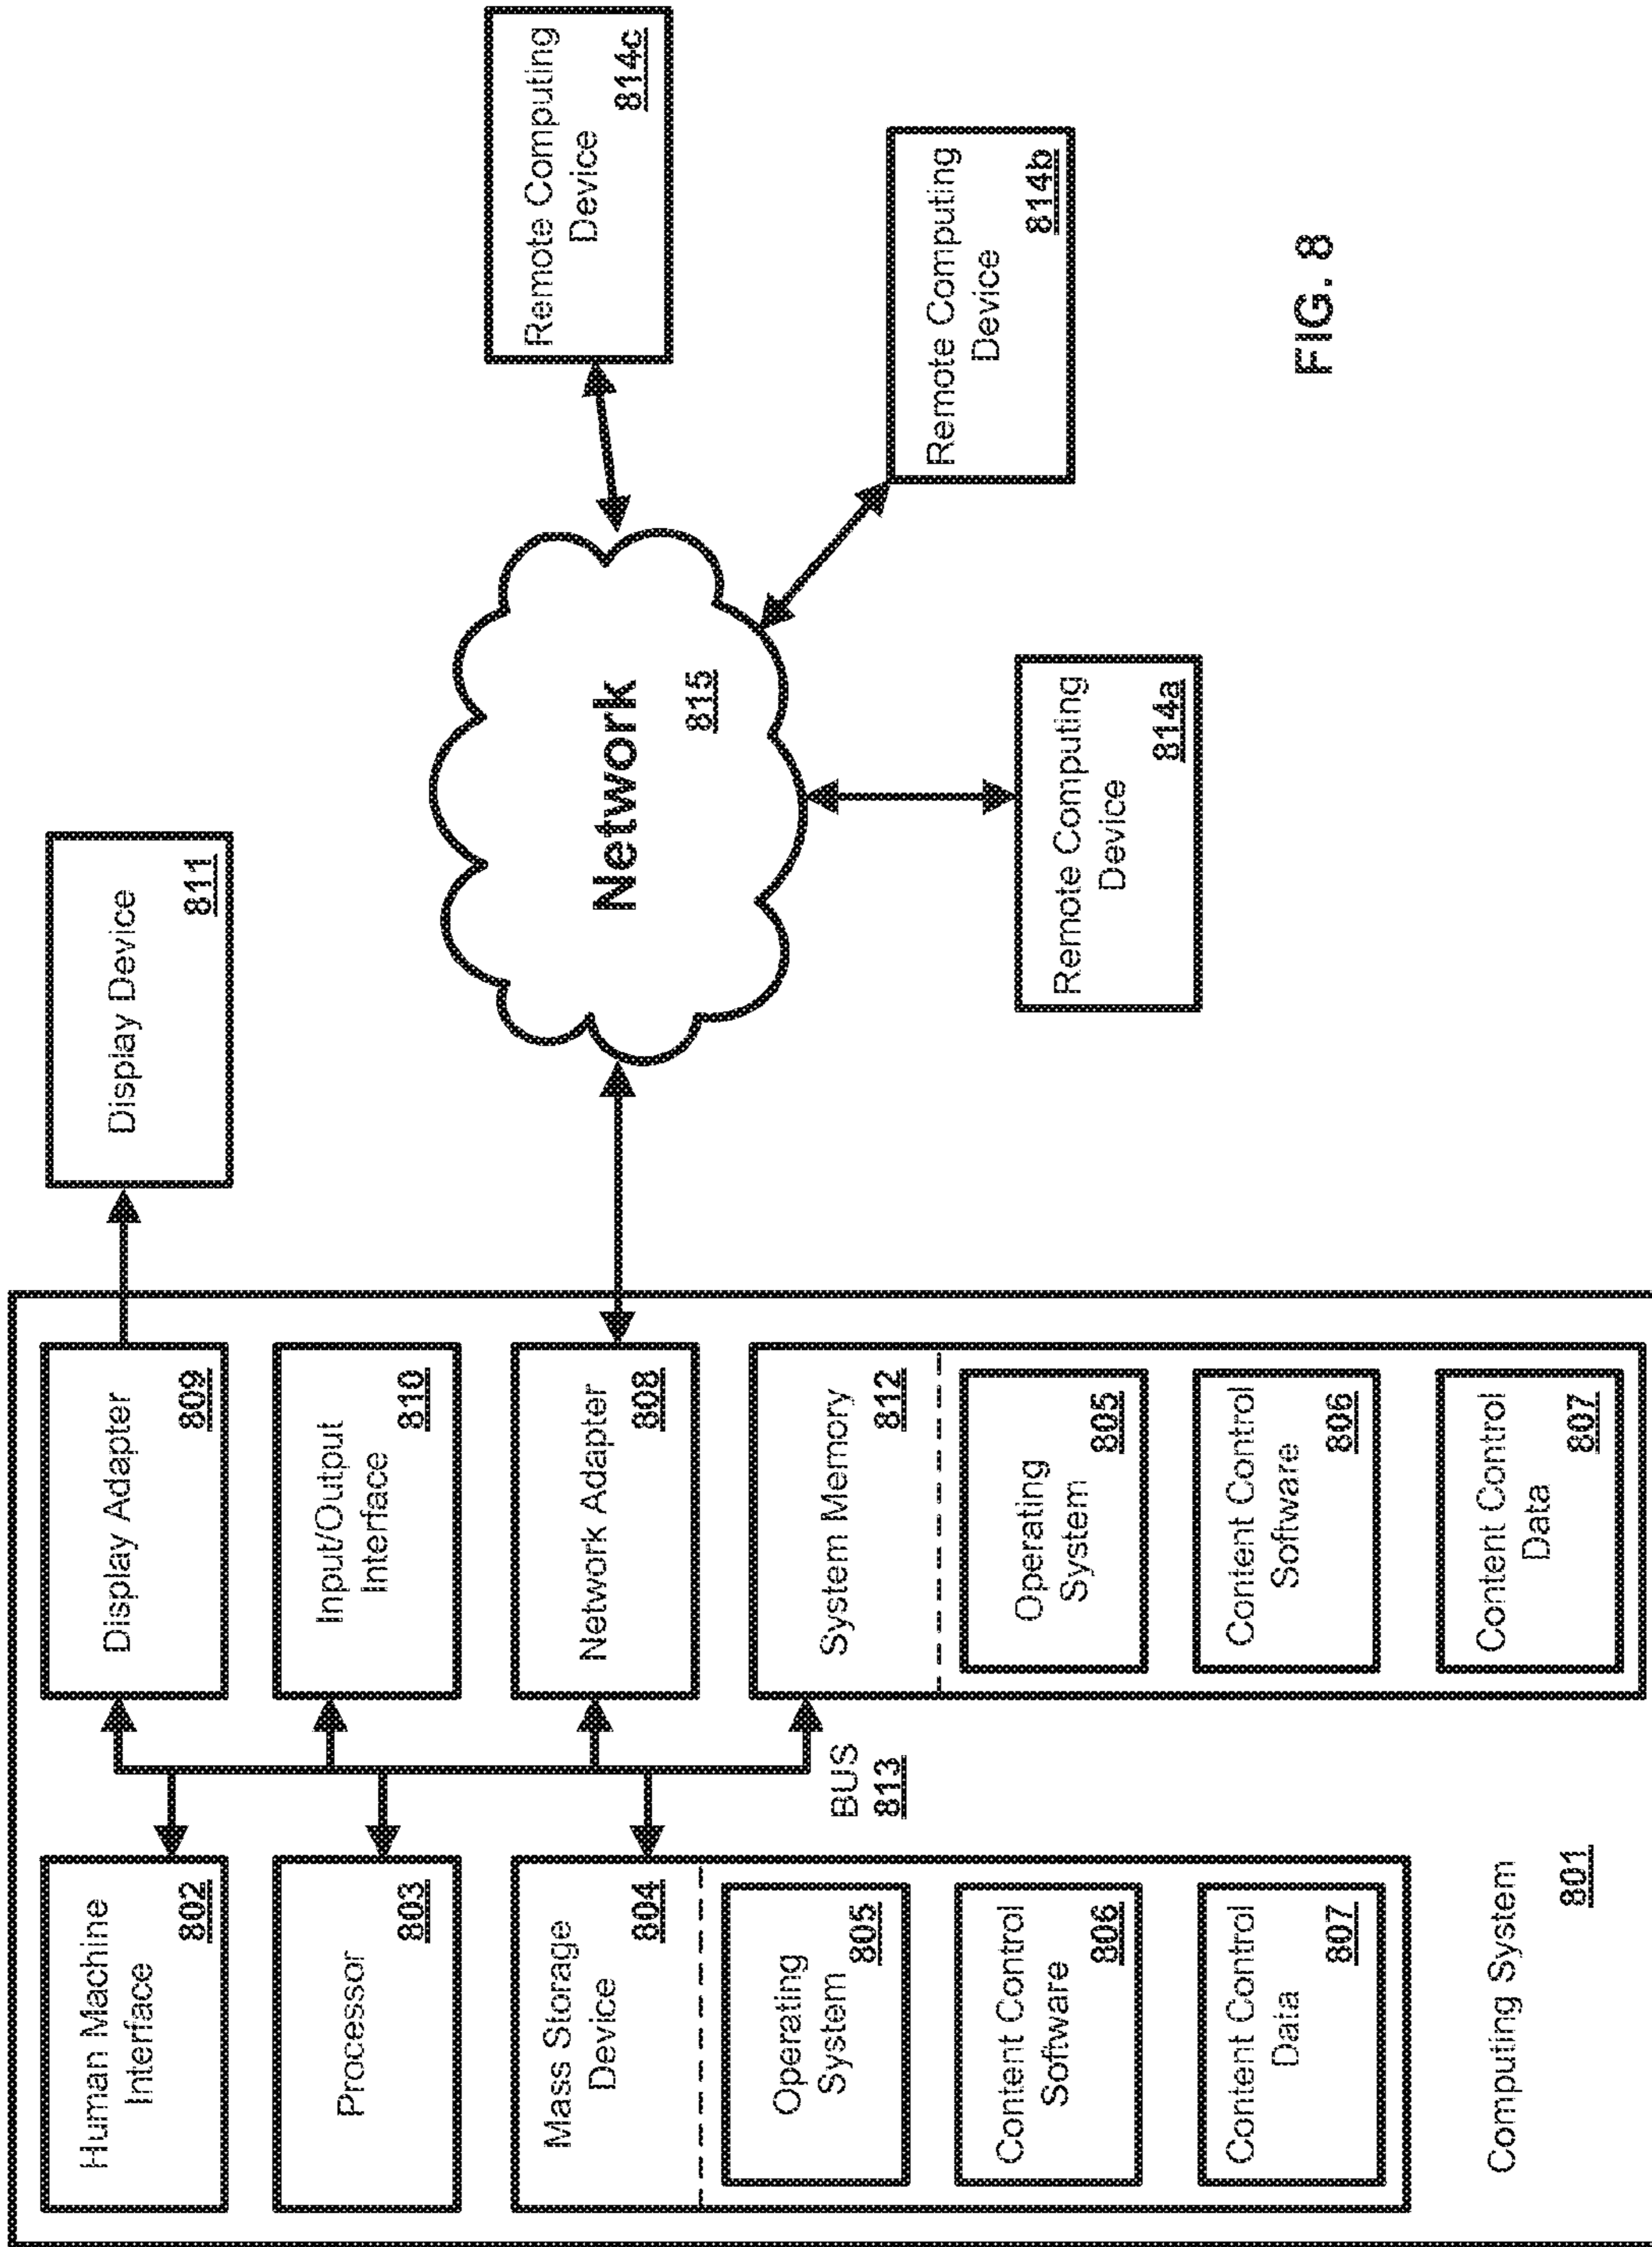 Human Machine
Interface
802
Processor
803
Mass Storage
Device
804
Operating
System
805
Content Control
Software
806
Content Control
Data
807
Computing System
801
BUS
813
Display Adapter
809
Input/Output
Interface
810
Network Adapter
808
System Memory
812
Operating
System
805
Content Control
Software
806
Content Control
Data
807
Display Device
811
Network
815
Remote Computing
Device
814a
Remote Computing
Device
814b
Remote Computing
Device
814c
FIG. 8